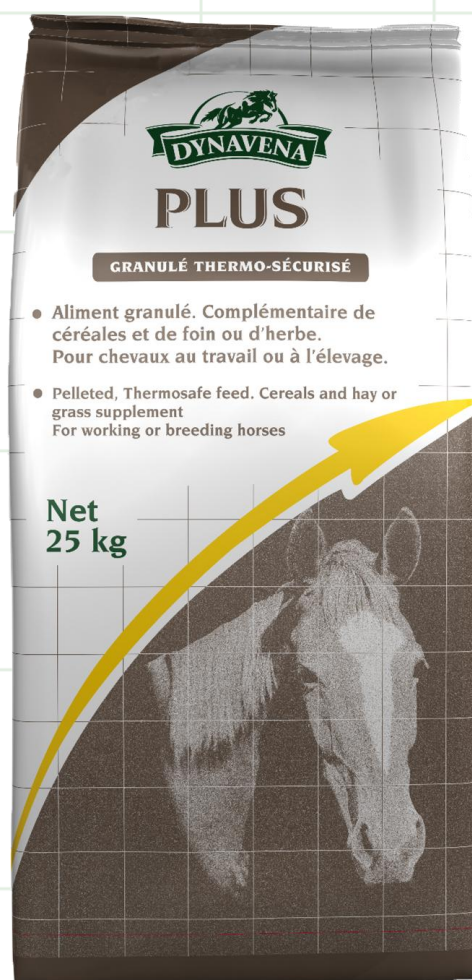 DYNAVENA
PLUS
GRANULÉ THERMO-SÉCURISÉ
• Aliment granulé. Complémentaire de
céréales et de foin ou d'herbe.
Pour chevaux au travail ou à l'élevage.
• Pelleted, Thermosafe feed. Cereals and hay or
grass supplement
For working or breeding horses
Net
25 kg